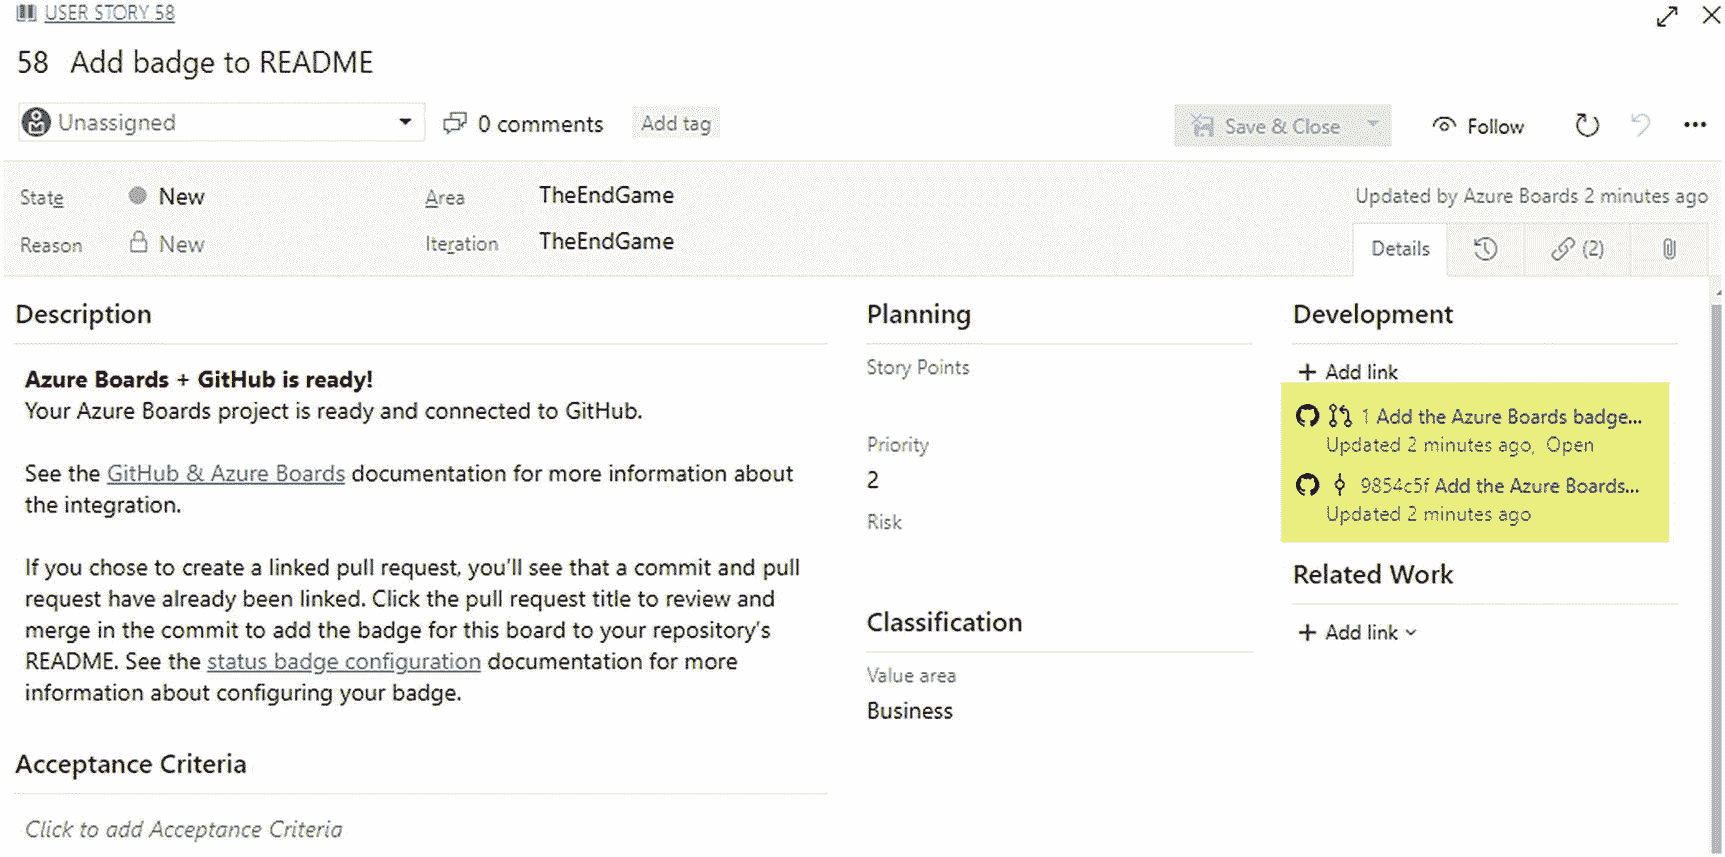 USER STORY 58
58 Add badge to README
Unassigned
0 comments
Add tag
Save & Close
Follow
State
New
Area
TheEndGame
Updated by Azure Boards 2 minutes ago
Reason
New
Iteration
TheEndGame
Details
(2)
Description
Azure Boards + GitHub is ready!
Your Azure Boards project is ready and connected to GitHub.
See the GitHub & Azure Boards documentation for more information about
the integration.
If you chose to create a linked pull request, you'll see that a commit and pull
request have already been linked. Click the pull request title to review and
merge in the commit to add the badge for this board to your repository's
README. See the status badge configuration documentation for more
information about configuring your badge.
Acceptance Criteria
Click to add Acceptance Criteria
Planning
Story Points
Priority
2
Risk
Classification
Value area
Business
Development
+ Add link
1 Add the Azure Boards badge...
Updated 2 minutes ago, Open
9854c5f Add the Azure Boards...
Updated 2 minutes ago
Related Work
+ Add link